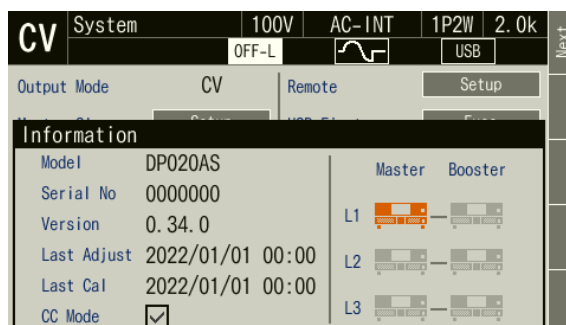 CV System 100V AC-INT 1P2W 2.0k
OFF-L USB
Next
Output Mode CV Remote Setup
Information
Model DP020AS
Master Booster
Serial No 0000000
L1
Version 0.34.0
Last Adjust 2022/01/01 00:00
L2
Last Cal 2022/01/01 00:00
L3
CC Mode